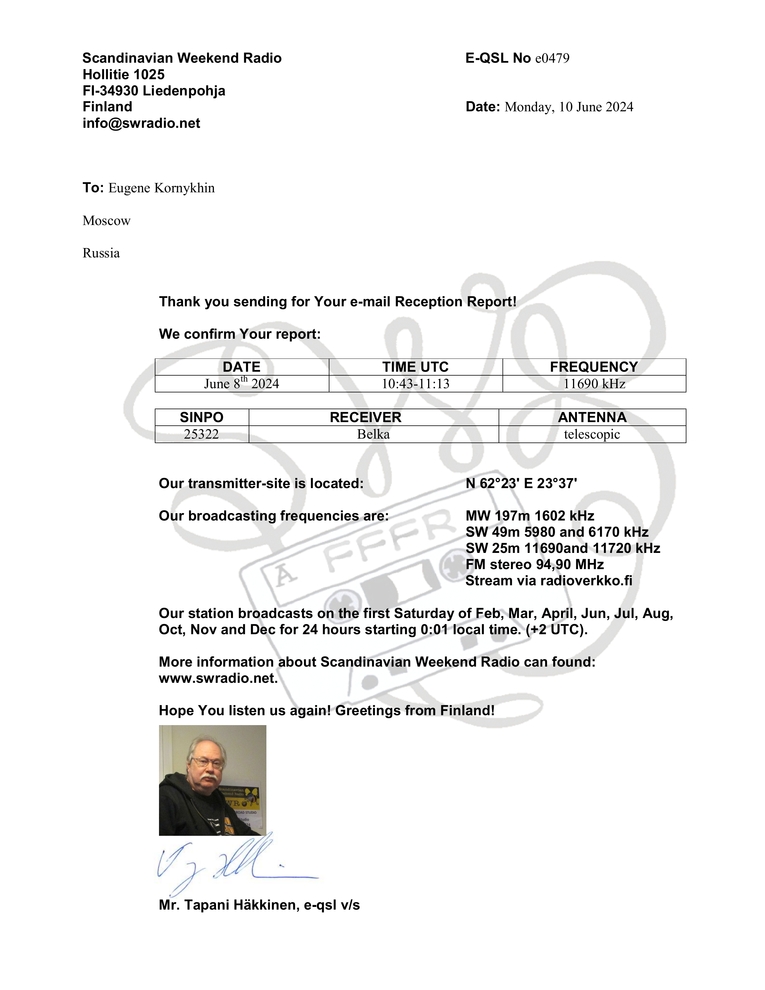 Scandinavian Weekend Radio
E-QSL No e0479
Hollitie 1025
FI-34930 Liedenpohja
Finland
Date: Monday, 10 June 2024
info@swradio.net
To: Eugene Kornykhin
Moscow
Russia
Thank you sending for Your e-mail Reception Report!
We confirm Your report:
DATE TIME UTC FREQUENCY
June 8th 2024 10:43-11:13 11690 kHz
SINPO RECEIVER ANTENNA
25322 Belka telescopic
Our transmitter-site is located: N 62°23' E 23°37'
Our broadcasting frequencies are: MW 197m 1602 kHz
SW 49m 5980 and 6170 kHz
SW 25m 11690and 11720 kHz
FM stereo 94,90 MHz
Stream via radioverkko.fi
A FFFR
Our station broadcasts on the first Saturday of Feb, Mar, April, Jun, Jul, Aug,
Oct, Nov and Dec for 24 hours starting 0:01 local time. (+2 UTC).
More information about Scandinavian Weekend Radio can found:
www.swradio.net.
Hope You listen us again! Greetings from Finland!
Mr. Tapani Häkkinen, e-qsl v/s